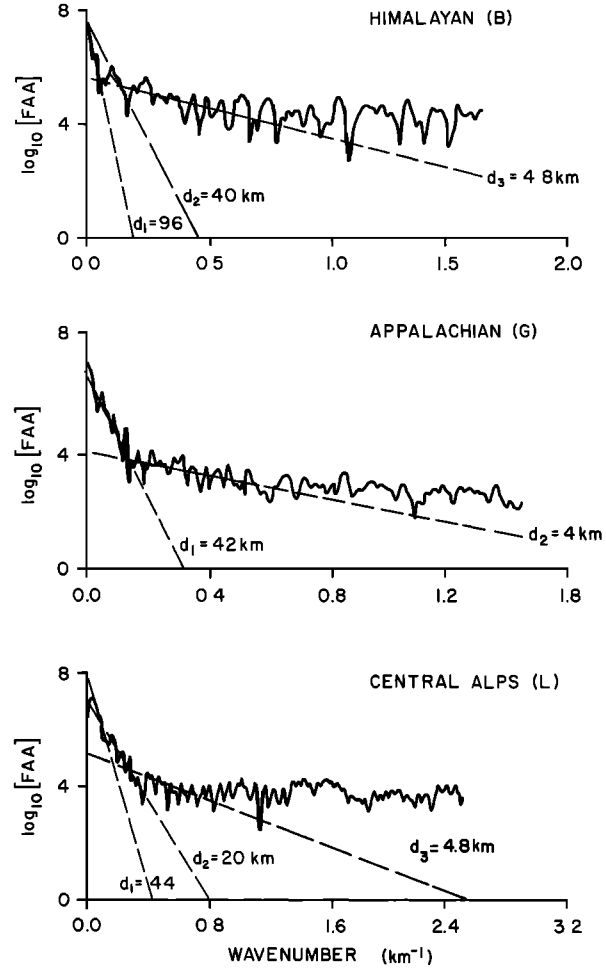 HIMALAYAN (B)
8
4
0
log10 [FAA]
d1 = 96
d2 = 40 km
d3 = 4 8 km
0 0
0 5
1.0
1.5
2.0
APPALACHIAN (G)
8
4
0
log10 [FAA]
d1 = 42 km
d2 = 4 km
0.0
0 4
1.2
1.8
CENTRAL ALPS (L)
8
4
0
log10 [FAA]
d1 = 44
d2 = 20 km
d3 = 4.8 km
0.0
0 8
1.6
2.4
3 2
WAVENUMBER (km⁻¹)